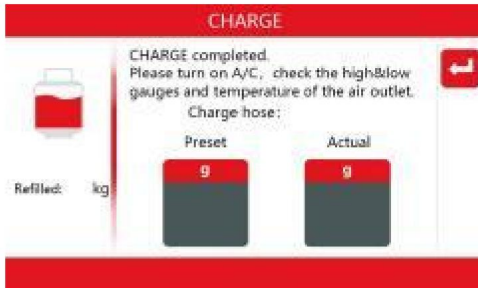 CHARGE
CHARGE completed.
Please turn on A/C, check the high&low
gauges and temperature of the air outlet.
Charge hose:
Preset Actual
g g
Refilled: kg